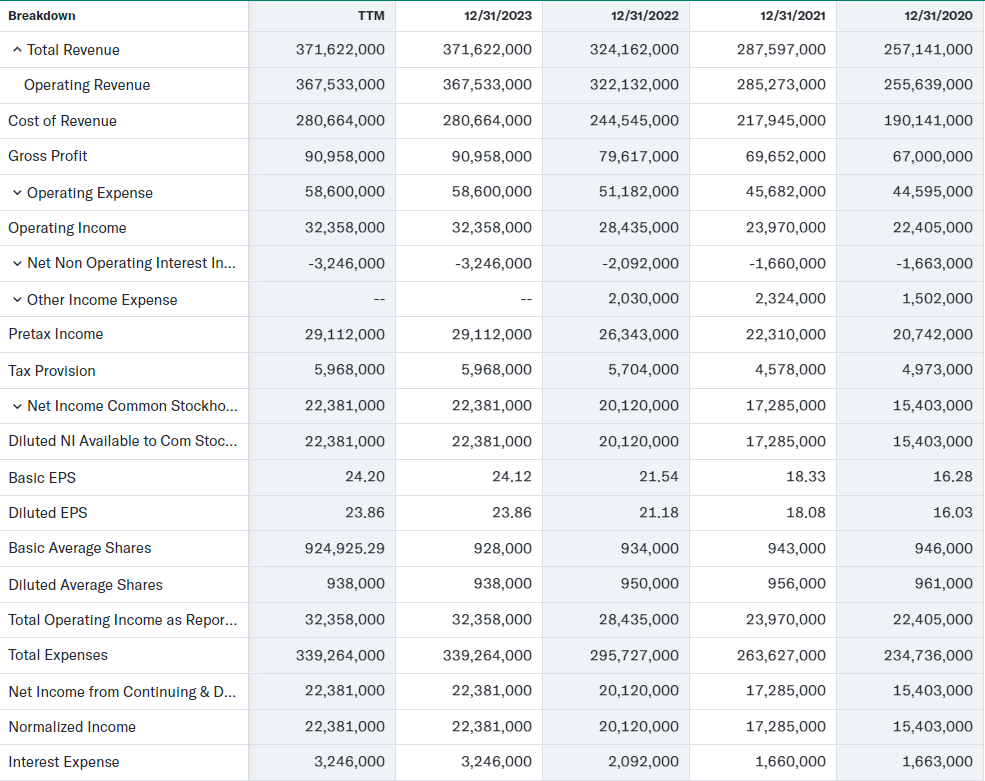 Breakdown TTM 12/31/2023 12/31/2022 12/31/2021 12/31/2020
Total Revenue 371,622,000 371,622,000 324,162,000 287,597,000 257,141,000
Operating Revenue 367,533,000 367,533,000 322,132,000 285,273,000 255,639,000
Cost of Revenue 280,664,000 280,664,000 244,545,000 217,945,000 190,141,000
Gross Profit 90,958,000 90,958,000 79,617,000 69,652,000 67,000,000
Operating Expense 58,600,000 58,600,000 51,182,000 45,682,000 44,595,000
Operating Income 32,358,000 32,358,000 28,435,000 23,970,000 22,405,000
Net Non Operating Interest In... -3,246,000 -3,246,000 -2,092,000 -1,660,000 -1,663,000
Other Income Expense -- -- 2,030,000 2,324,000 1,502,000
Pretax Income 29,112,000 29,112,000 26,343,000 22,310,000 20,742,000
Tax Provision 5,968,000 5,968,000 5,704,000 4,578,000 4,973,000
Net Income Common Stockho... 22,381,000 22,381,000 20,120,000 17,285,000 15,403,000
Diluted NI Available to Com Stoc... 22,381,000 22,381,000 20,120,000 17,285,000 15,403,000
Basic EPS 24.20 24.12 21.54 18.33 16.28
Diluted EPS 23.86 23.86 21.18 18.08 16.03
Basic Average Shares 924,925.29 928,000 934,000 943,000 946,000
Diluted Average Shares 938,000 938,000 950,000 956,000 961,000
Total Operating Income as Repor... 32,358,000 32,358,000 28,435,000 23,970,000 22,405,000
Total Expenses 339,264,000 339,264,000 295,727,000 263,627,000 234,736,000
Net Income from Continuing & D... 22,381,000 22,381,000 20,120,000 17,285,000 15,403,000
Normalized Income 22,381,000 22,381,000 20,120,000 17,285,000 15,403,000
Interest Expense 3,246,000 3,246,000 2,092,000 1,660,000 1,663,000